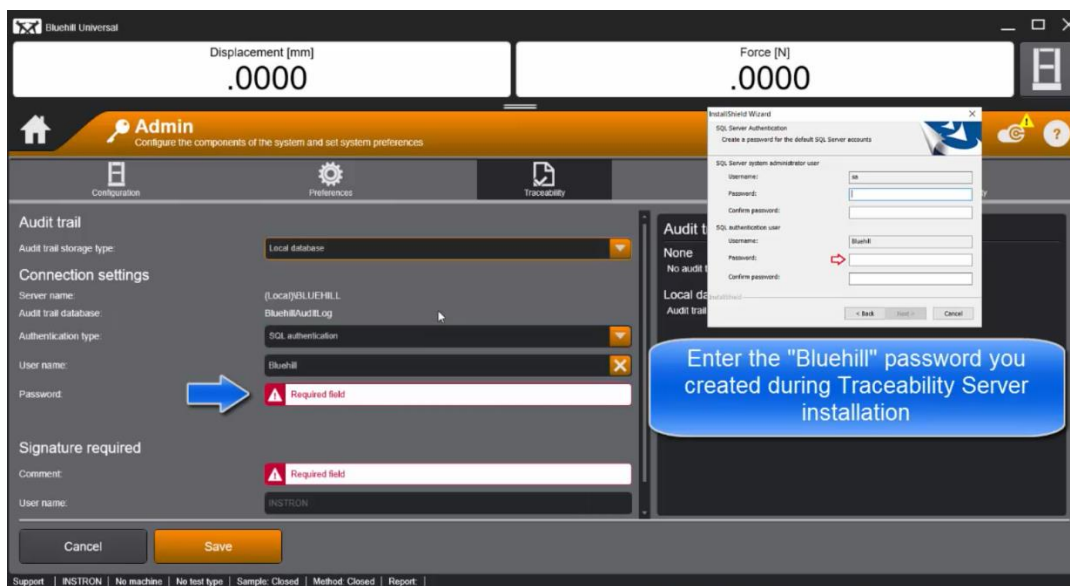 Bluehill Universal
Displacement [mm]
.0000
Force [N]
.0000
Admin
Configure the components of the system and set system preferences
Configuration
Preferences
Traceability
InstallShield Wizard
SQL Server Authentication
Create a password for the default SQL Server accounts
SQL Server system administrator user
Username:
sa
Password:
Confirm password:
SQL authentication user
Username:
Bluehill
Password:
Confirm password:
InstallShield
< Back
Next >
Cancel
Audit trail
Audit trail storage type:
Local database
Connection settings
Server name:
(Local)\BLUEHILL
Audit trail database:
BluehillAuditLog
Authentication type:
SQL authentication
User name:
Bluehill
Password:
Required field
Signature required
Comment:
Required field
User name:
INSTRON
Audit t
None
No audit t
Local da
Audit trail
Enter the "Bluehill" password you
created during Traceability Server
installation
Cancel
Save
Support | INSTRON | No machine | No test type | Sample: Closed | Method: Closed | Report: |